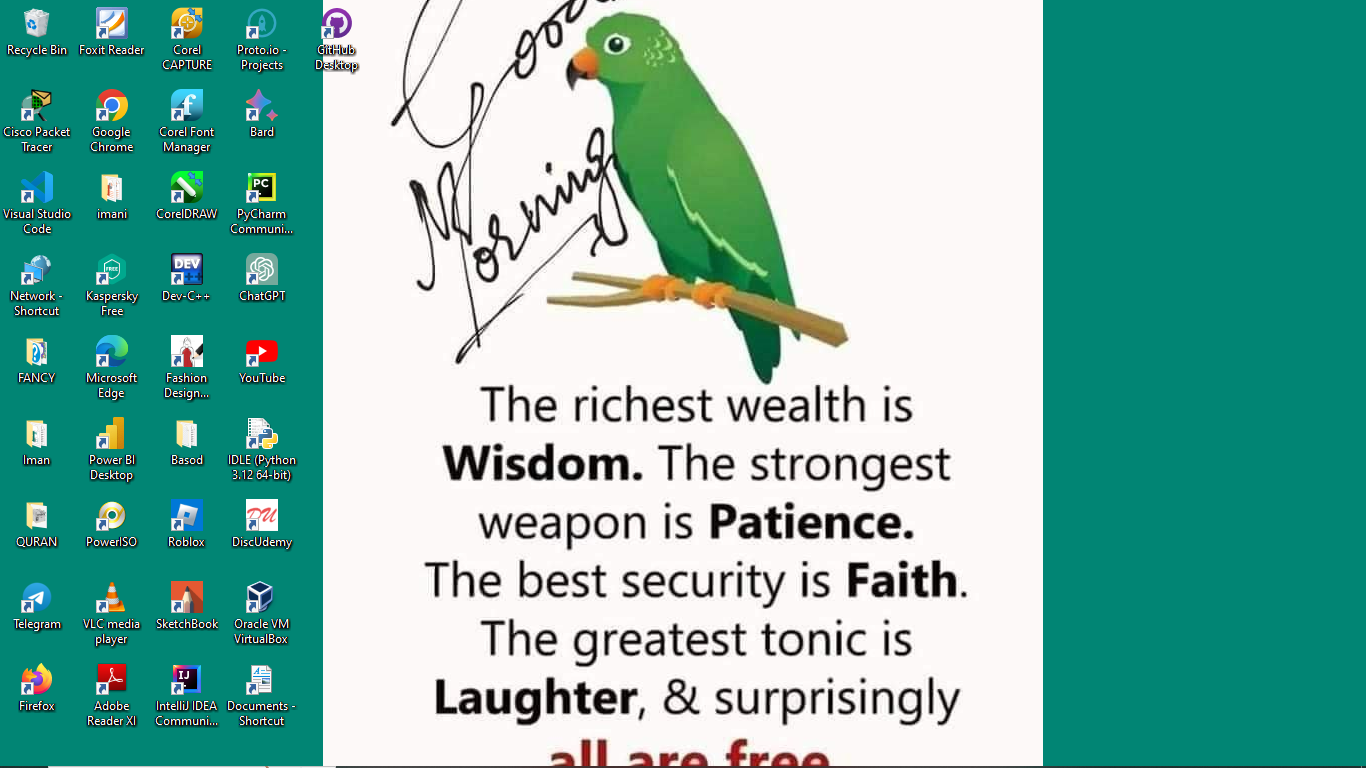 Recycle Bin
Foxit Reader
Corel
CAPTURE
Proto.io -
Projects
GitHub
Desktop
Cisco Packet
Tracer
Google
Chrome
Corel Font
Manager
Bard
Visual Studio
Code
imani
CorelDRAW
PyCharm
Communi...
Network -
Shortcut
Kaspersky
Free
Dev-C++
ChatGPT
FANCY
Microsoft
Edge
Fashion
Design...
YouTube
Iman
Power BI
Desktop
Basod
IDLE (Python
3.12 64-bit)
QURAN
PowerISO
Roblox
DiscUdemy
Telegram
VLC media
player
SketchBook
Oracle VM
VirtualBox
Firefox
Adobe
Reader XI
IntelliJ IDEA
Communi...
Documents -
Shortcut
PC
FREE
DEV
DU
IJ
Good
Morning
The richest wealth is
Wisdom. The strongest
weapon is Patience.
The best security is Faith.
The greatest tonic is
Laughter, & surprisingly
all are free